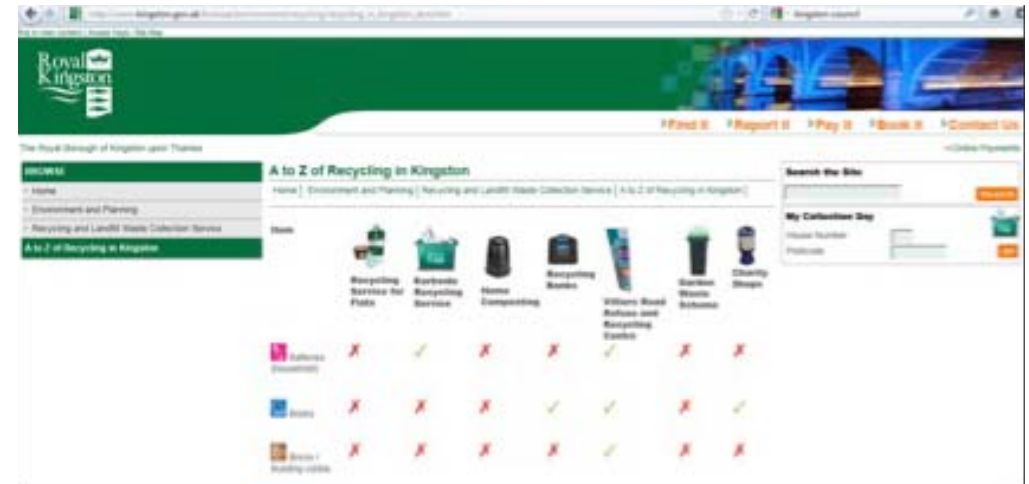 Royal
Kingston
Find it Report it Pay it Book it Contact Us
The Royal Borough of Kingston upon Thames
Online Payments
BROWSE
Home
Environment and Planning
Recycling and Landfill Waste Collection Service
A to Z of Recycling in Kingston
A to Z of Recycling in Kingston
Home | Environment and Planning | Recycling and Landfill Waste Collection Service | A to Z of Recycling in Kingston |
Item
Recycling
Service for
Flats
Kerbside
Recycling
Service
Home
Composting
Recycling
Banks
Villiers Road
Refuse and
Recycling
Centre
Garden
Waste
Scheme
Charity
Shops
Batteries
(household)
Books
Bricks /
building rubble
Search the Site
My Collection Day
House Number
Postcode